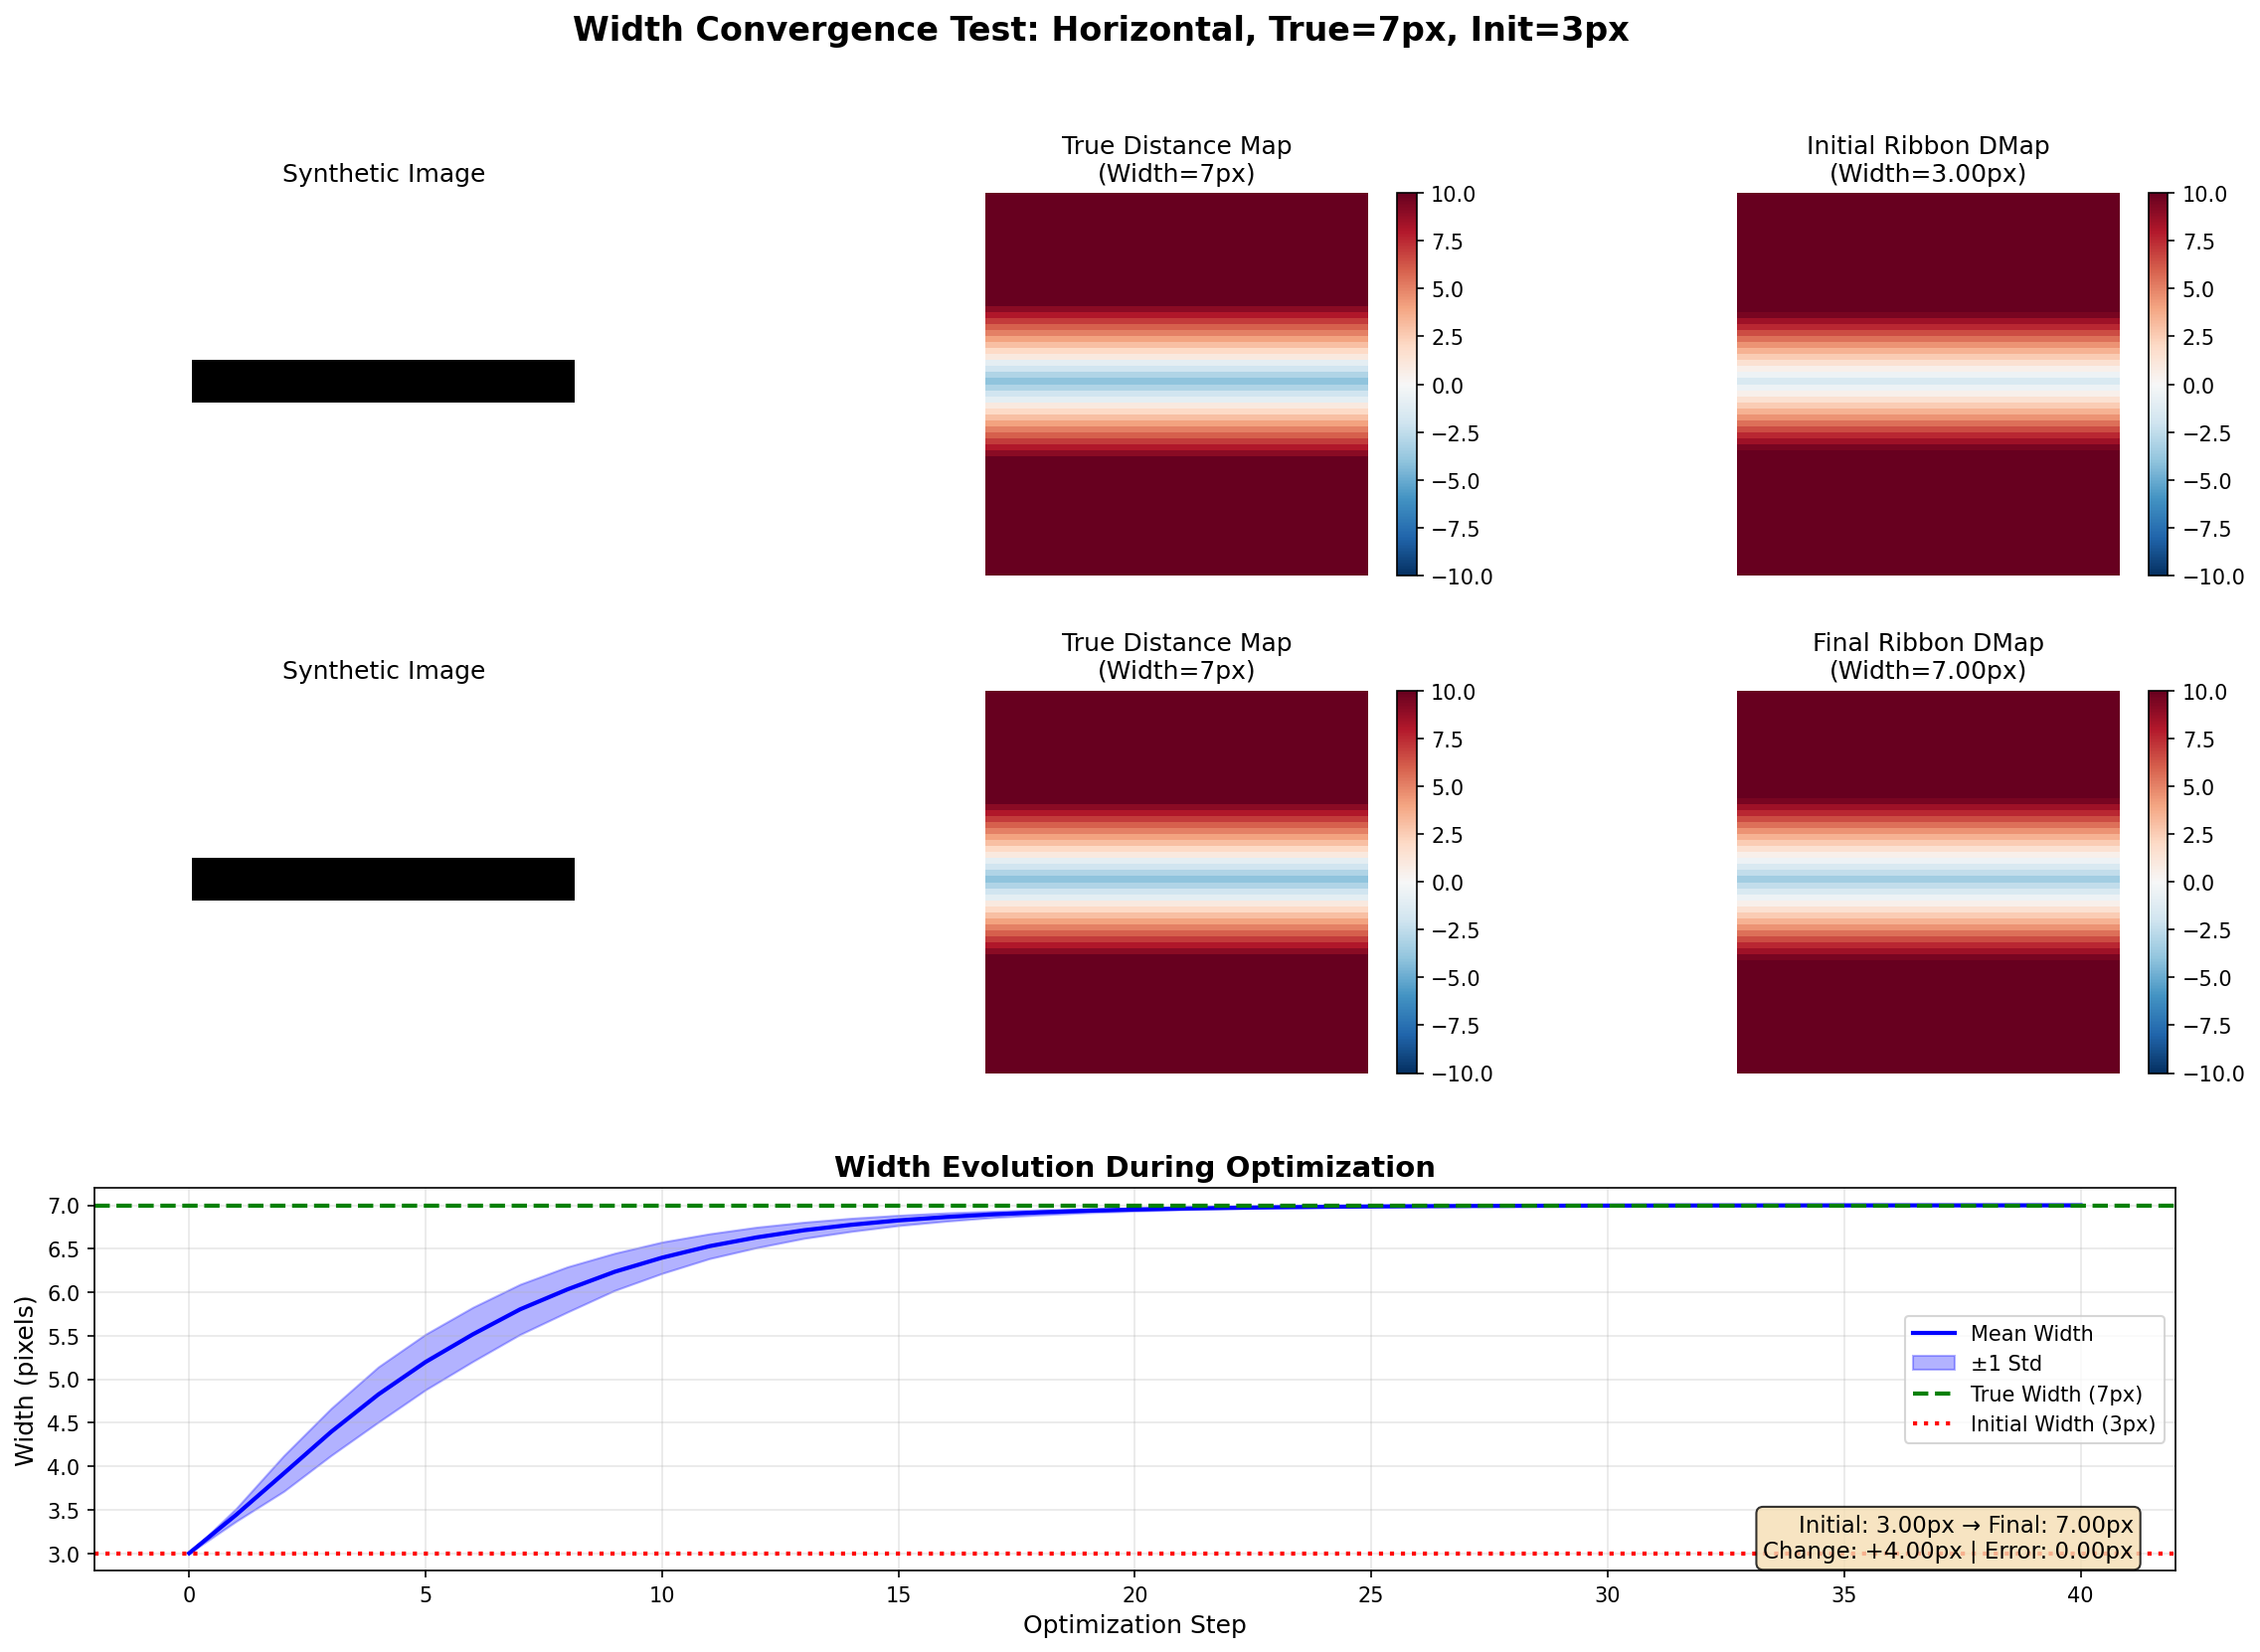 Width Convergence Test: Horizontal, True=7px, Init=3px
Synthetic Image
True Distance Map
(Width=7px)
10.0
7.5
5.0
2.5
0.0
−2.5
−5.0
−7.5
−10.0
Initial Ribbon DMap
(Width=3.00px)
10.0
7.5
5.0
2.5
0.0
−2.5
−5.0
−7.5
−10.0
Synthetic Image
True Distance Map
(Width=7px)
10.0
7.5
5.0
2.5
0.0
−2.5
−5.0
−7.5
−10.0
Final Ribbon DMap
(Width=7.00px)
10.0
7.5
5.0
2.5
0.0
−2.5
−5.0
−7.5
−10.0
Width Evolution During Optimization
Width (pixels)
7.0
6.5
6.0
5.5
5.0
4.5
4.0
3.5
3.0
Mean Width
±1 Std
True Width (7px)
Initial Width (3px)
Initial: 3.00px → Final: 7.00px
Change: +4.00px | Error: 0.00px
0 5 10 15 20 25 30 35 40
Optimization Step